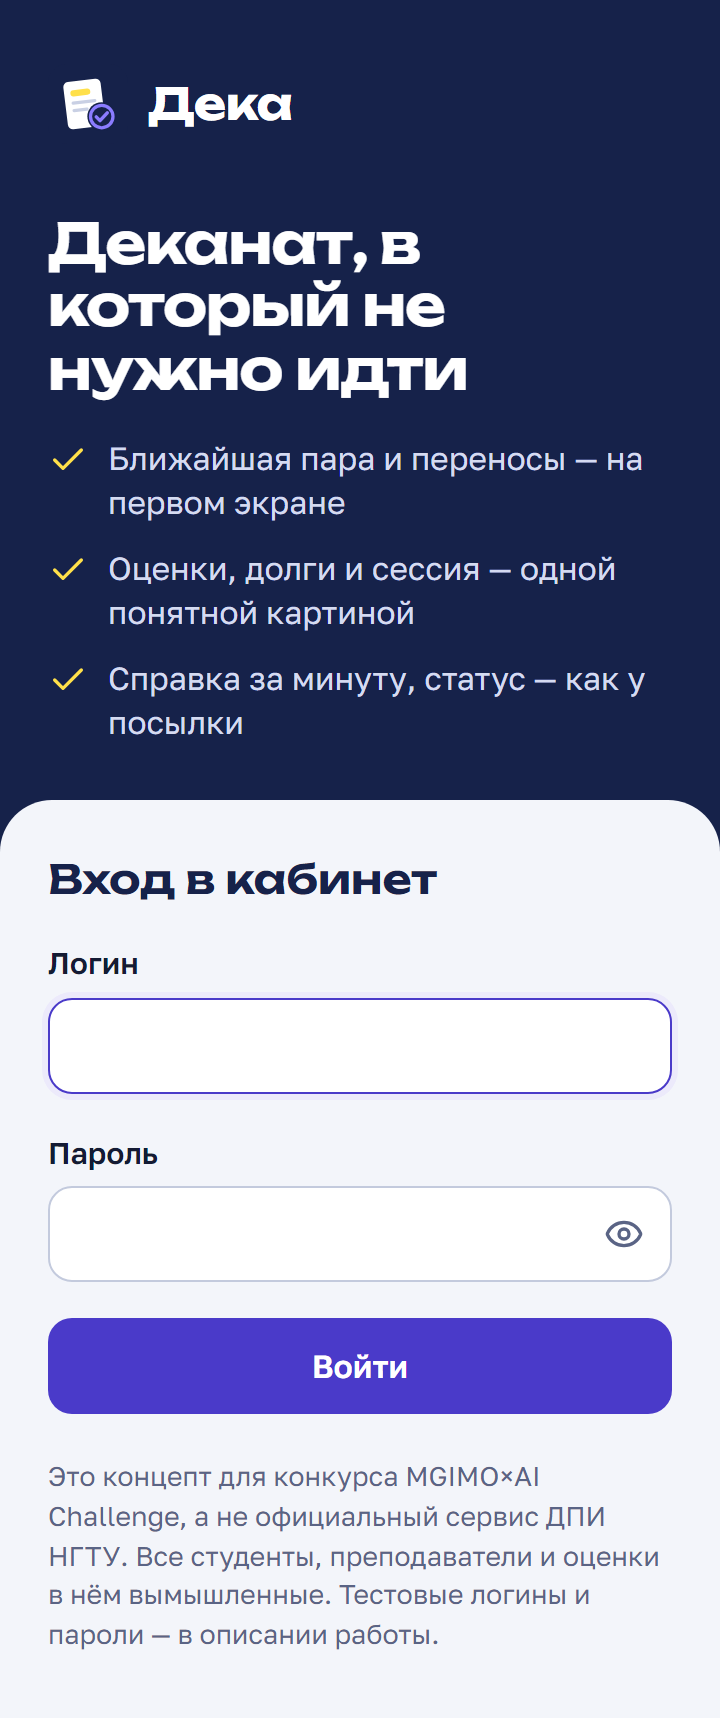 Дека
Деканат, в
который не
нужно идти
Ближайшая пара и переносы — на
первом экране
Оценки, долги и сессия — одной
понятной картиной
Справка за минуту, статус — как у
посылки
Вход в кабинет
Логин
Пароль
Войти
Это концепт для конкурса MGIMO×AI
Challenge, а не официальный сервис ДПИ
НГТУ. Все студенты, преподаватели и оценки
в нём вымышленные. Тестовые логины и
пароли — в описании работы.